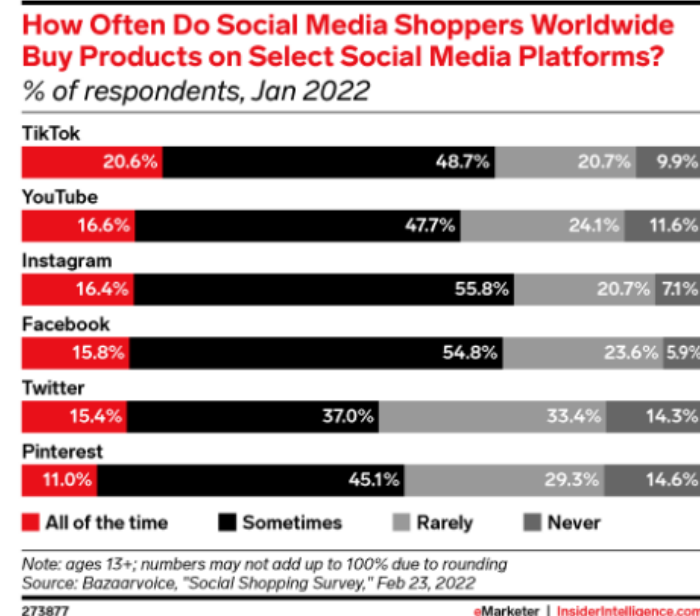 How Often Do Social Media Shoppers Worldwide
Buy Products on Select Social Media Platforms?
% of respondents, Jan 2022
TikTok
20.6% 48.7% 20.7% 9.9%
YouTube
16.6% 47.7% 24.1% 11.6%
Instagram
16.4% 55.8% 20.7% 7.1%
Facebook
15.8% 54.8% 23.6% 5.9%
Twitter
15.4% 37.0% 33.4% 14.3%
Pinterest
11.0% 45.1% 29.3% 14.6%
All of the time Sometimes Rarely Never
Note: ages 13+; numbers may not add up to 100% due to rounding
Source: Bazaarvoice, "Social Shopping Survey," Feb 23, 2022
273877 eMarketer | InsiderIntelligence.com